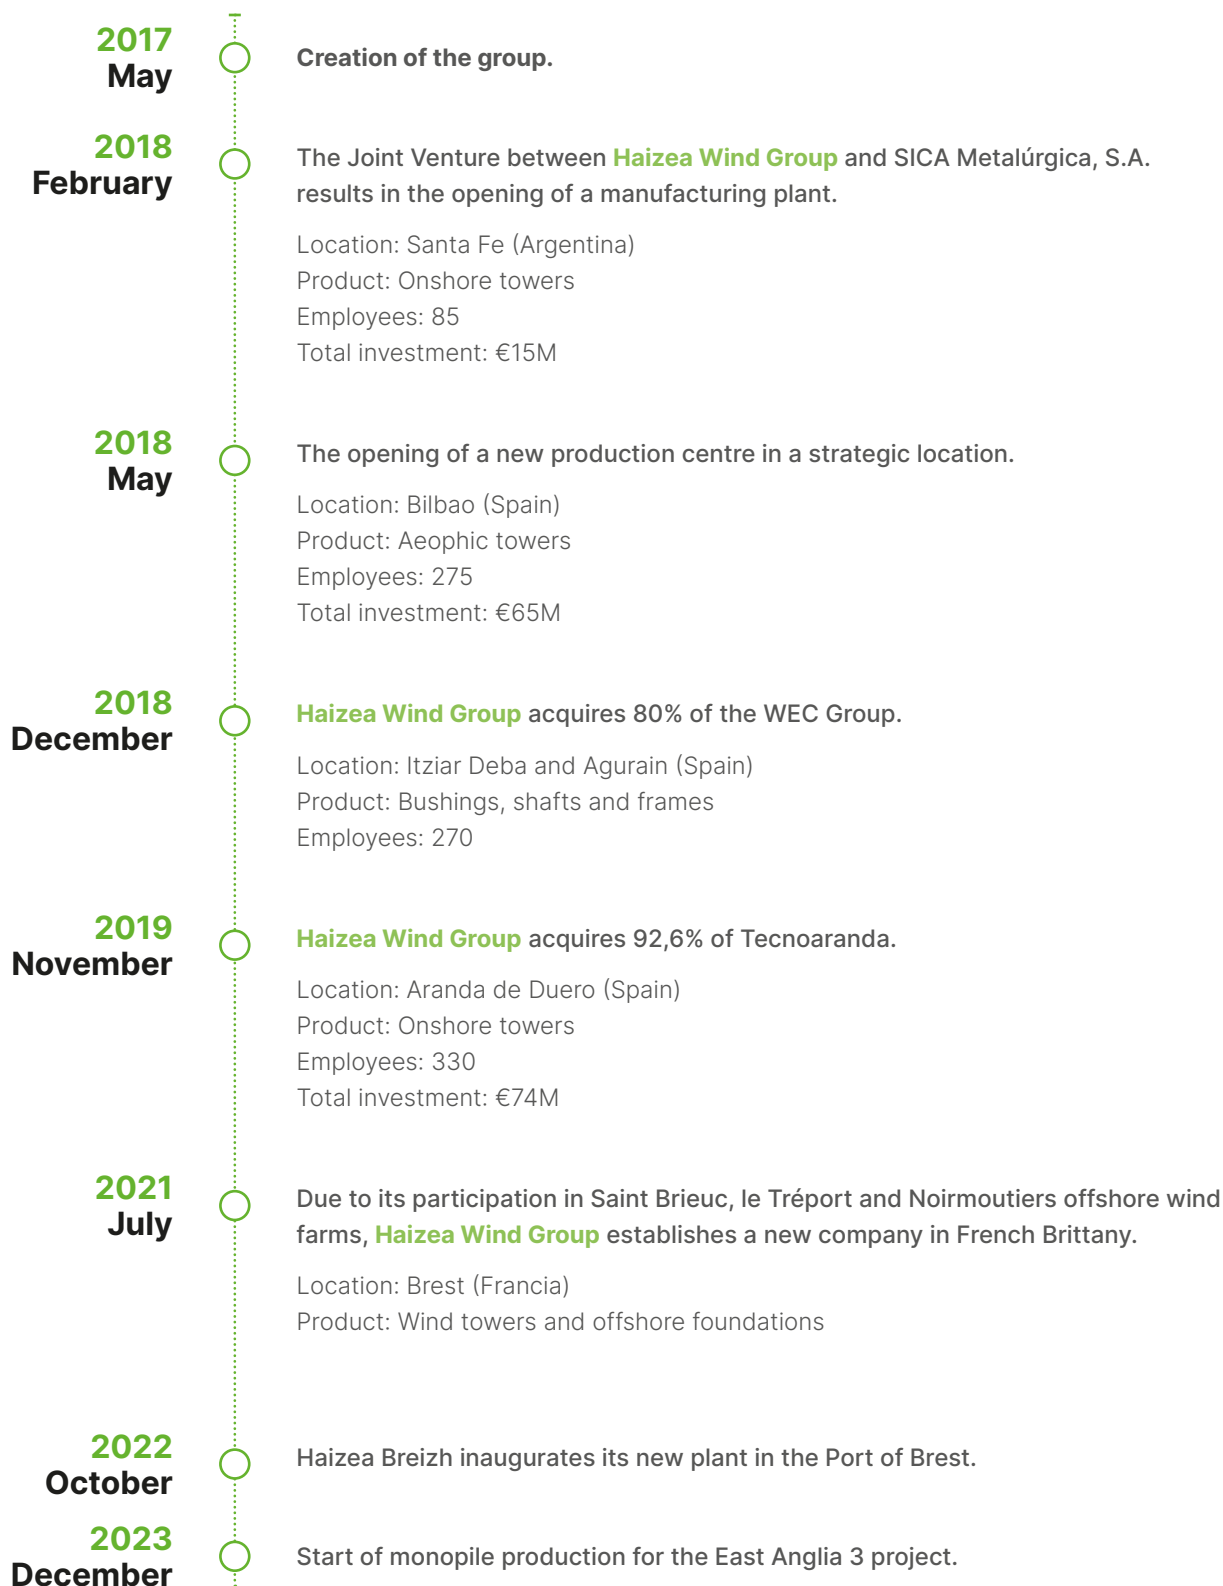 2017
May
Creation of the group.
2018
February
The Joint Venture between Haizea Wind Group and SICA Metalúrgica, S.A.
results in the opening of a manufacturing plant.
Location: Santa Fe (Argentina)
Product: Onshore towers
Employees: 85
Total investment: €15M
2018
May
The opening of a new production centre in a strategic location.
Location: Bilbao (Spain)
Product: Aeophic towers
Employees: 275
Total investment: €65M
2018
December
Haizea Wind Group acquires 80% of the WEC Group.
Location: Itziar Deba and Agurain (Spain)
Product: Bushings, shafts and frames
Employees: 270
2019
November
Haizea Wind Group acquires 92,6% of Tecnoaranda.
Location: Aranda de Duero (Spain)
Product: Onshore towers
Employees: 330
Total investment: €74M
2021
July
Due to its participation in Saint Brieuc, le Tréport and Noirmoutiers offshore wind
farms, Haizea Wind Group establishes a new company in French Brittany.
Location: Brest (Francia)
Product: Wind towers and offshore foundations
2022
October
Haizea Breizh inaugurates its new plant in the Port of Brest.
2023
December
Start of monopile production for the East Anglia 3 project.